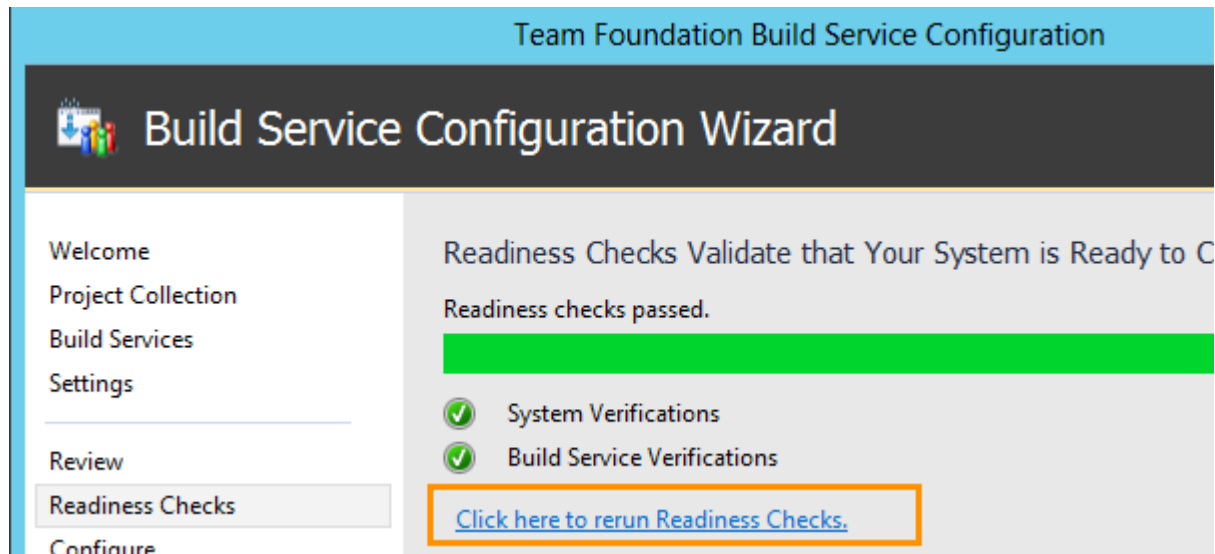 Team Foundation Build Service Configuration
Build Service Configuration Wizard
Welcome
Project Collection
Build Services
Settings
Review
Readiness Checks
Configure
Readiness Checks Validate that Your System is Ready to C
Readiness checks passed.
System Verifications
Build Service Verifications
Click here to rerun Readiness Checks.